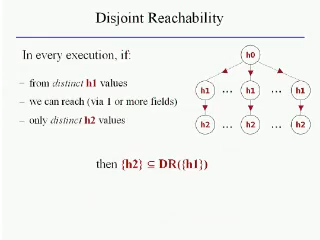 Disjoint Reachability
In every execution, if:
– from distinct h1 values
– we can reach (via 1 or more fields)
– only distinct h2 values
then {h2} ⊆ DR({h1})
h0
h1 ... h1 ... h1
h2 ... h2 ... h2